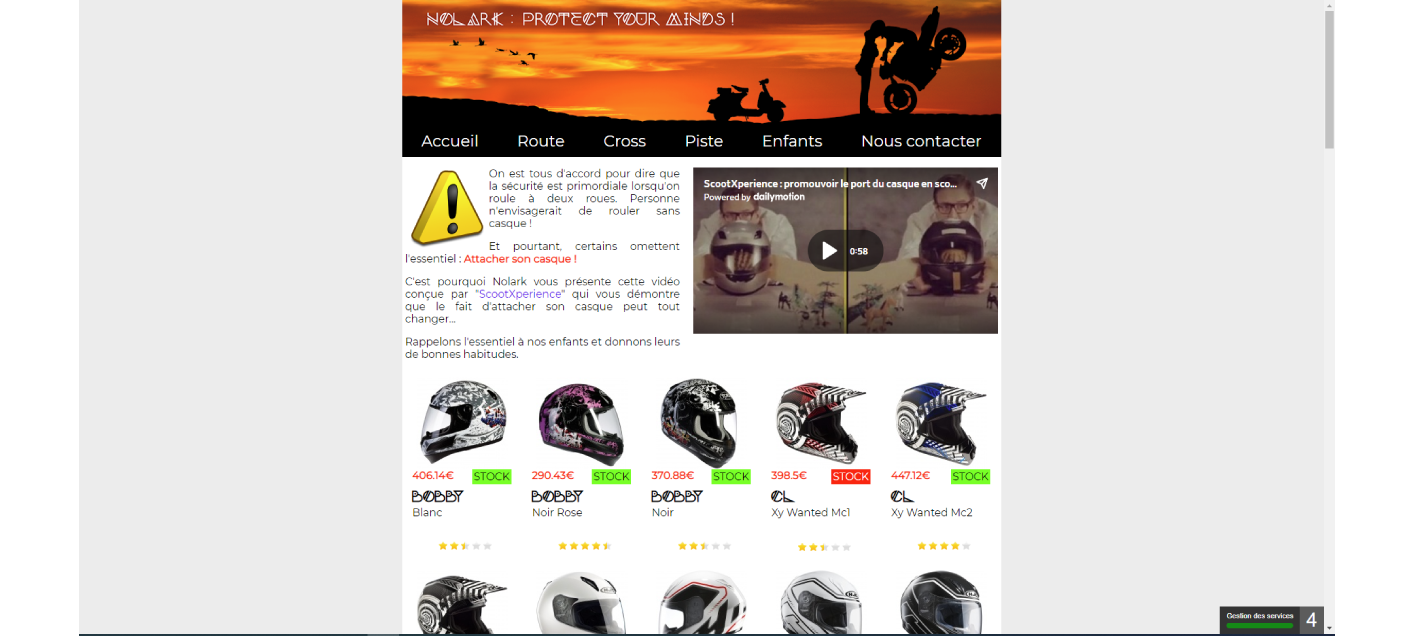 NOLARK : PROTECT YOUR MINDS !
Accueil Route Cross Piste Enfants Nous contacter
On est tous d'accord pour dire que
la sécurité est primordiale lorsqu'on
roule à deux roues. Personne
n'envisagerait de rouler sans
casque !
Et pourtant, certains omettent
l'essentiel : Attacher son casque !
C'est pourquoi Nolark vous présente cette vidéo
conçue par "ScootXperience" qui vous démontre
que le fait d'attacher son casque peut tout
changer...
Rappelons l'essentiel à nos enfants et donnons leurs
de bonnes habitudes.
ScootXperience : promouvoir le port du casque en sco...
Powered by dailymotion
0:58
406.14€ STOCK 290.43€ STOCK 370.88€ STOCK 398.5€ STOCK 447.12€ STOCK
BOBBY BOBBY BOBBY CL CL
Blanc Noir Rose Noir Xy Wanted Mc1 Xy Wanted Mc2
Gestion des services 4